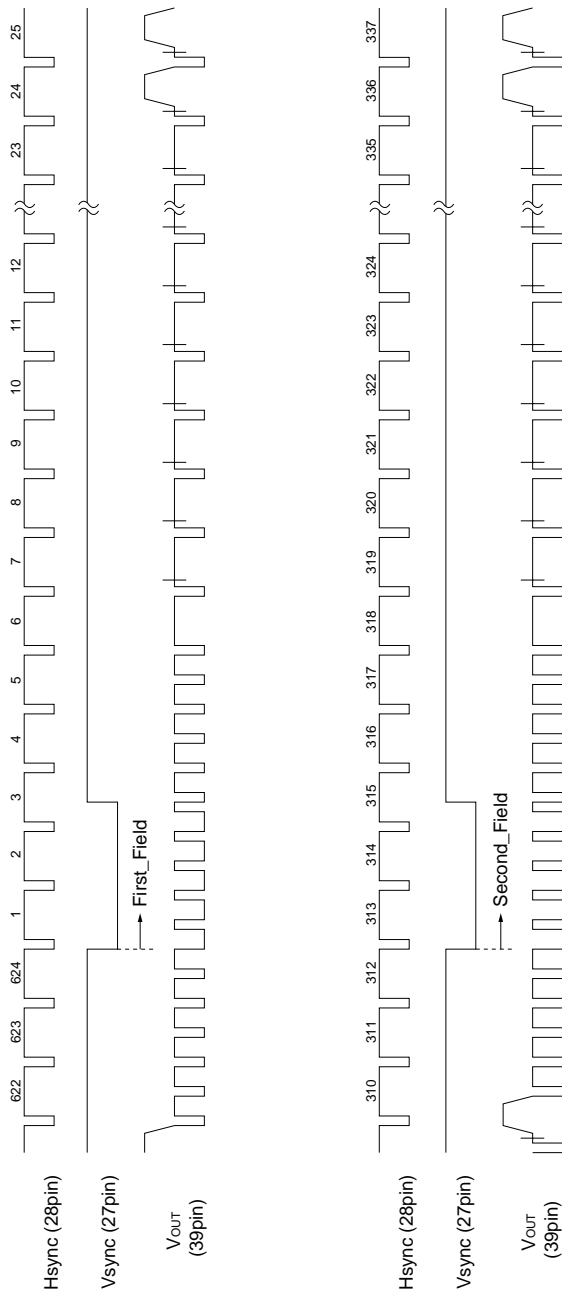 Hsync (28pin)
622 623 624 1 2 3 4 5 6 7 8 9 10 11 12 23 24 25
Vsync (27pin)
First_Field
VOUT
(39pin)
Hsync (28pin)
310 311 312 313 314 315 316 317 318 319 320 321 322 323 324 335 336 337
Vsync (27pin)
Second_Field
VOUT
(39pin)